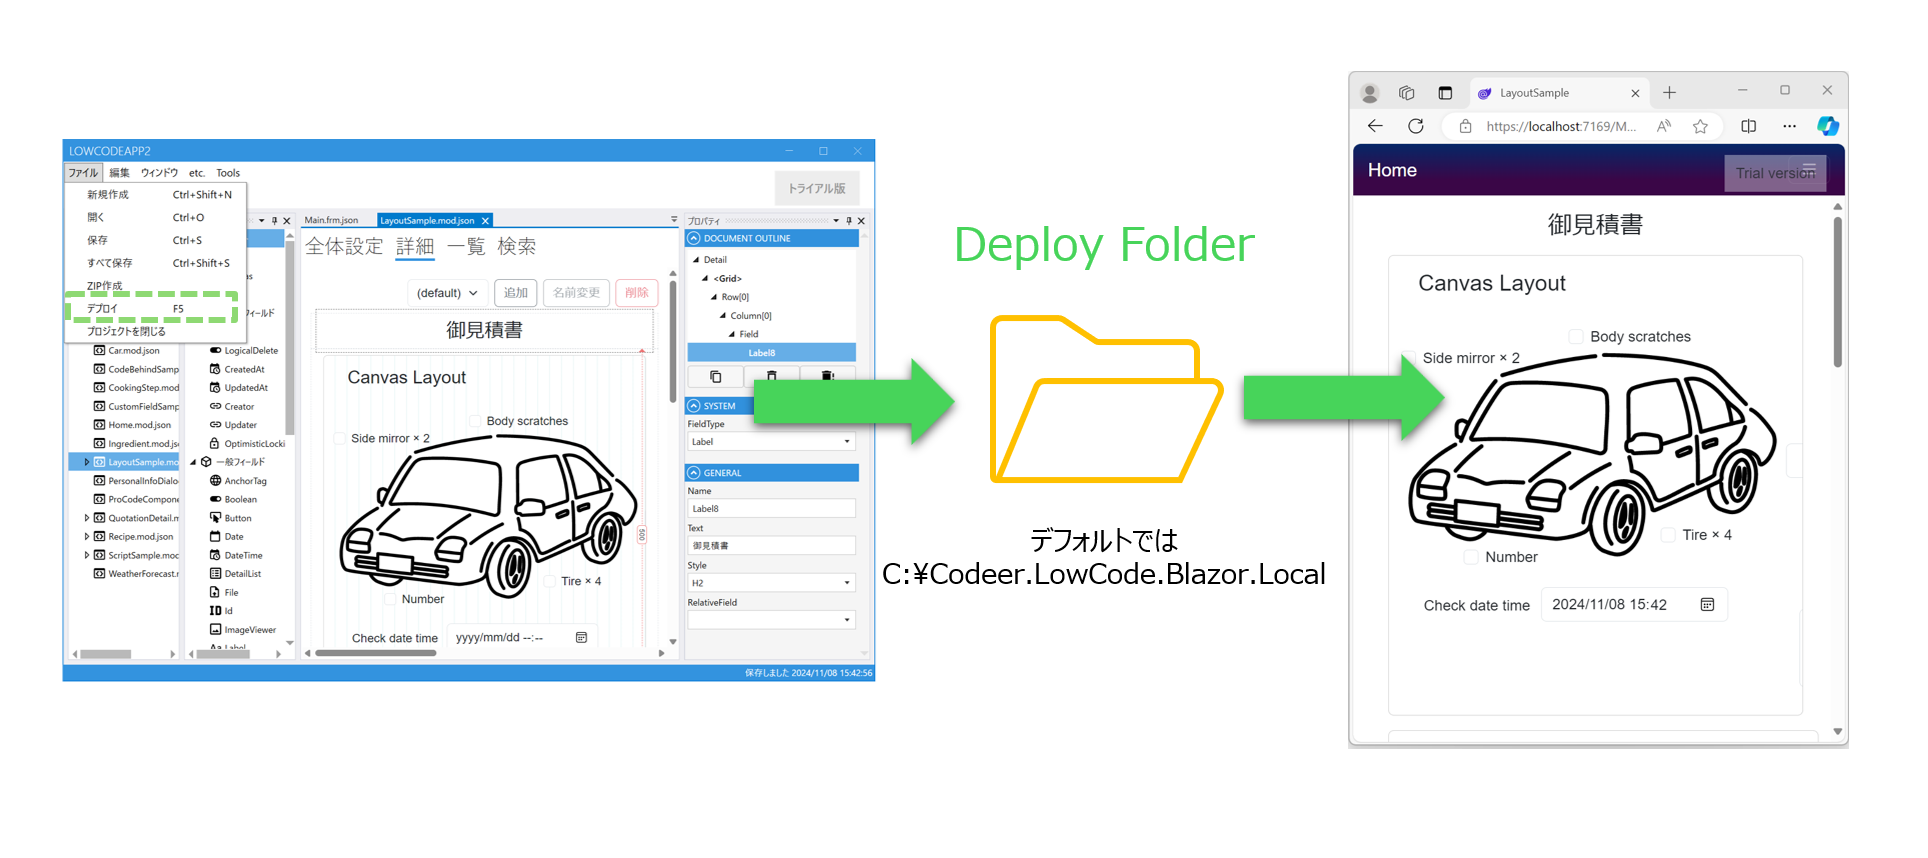 LOWCODEAPP2
ファイル 編集 ウィンドウ etc. Tools
トライアル版
新規作成 Ctrl+Shift+N
開く Ctrl+O
保存 Ctrl+S
すべて保存 Ctrl+Shift+S
ZIP作成
デプロイ F5
プロジェクトを閉じる
Car.mod.json
CodeBehindSamp
CookingStep.mod
CustomFieldSamp
Home.mod.json
Ingredient.mod.js
LayoutSample.mo
PersonalInfoDialo
ProCodeCompone
QuotationDetail.m
Recipe.mod.json
ScriptSample.moc
WeatherForecast.r
ィールド
LogicalDelete
CreatedAt
UpdatedAt
Creator
Updater
OptimisticLocki
一般フィールド
AnchorTag
Boolean
Button
Date
DateTime
DetailList
File
Id
ImageViewer
Label
Main.frm.json LayoutSample.mod.json
全体設定 詳細 一覧 検索
(default) 追加 名前変更 削除
御見積書
Canvas Layout
Body scratches
Side mirror × 2
500
Tire × 4
Number
Check date time yyyy/mm/dd --:--
プロパティ
DOCUMENT OUTLINE
Detail
<Grid>
Row[0]
Column[0]
Field
Label8
SYSTEM
FieldType
Label
GENERAL
Name
Label8
Text
御見積書
Style
H2
RelativeField
保存しました 2024/11/08 15:42:56
Deploy Folder
デフォルトでは
C:¥Codeer.LowCode.Blazor.Local
LayoutSample
https://localhost:7169/M...
Home
Trial version
御見積書
Canvas Layout
Body scratches
Side mirror × 2
Tire × 4
Number
Check date time 2024/11/08 15:42